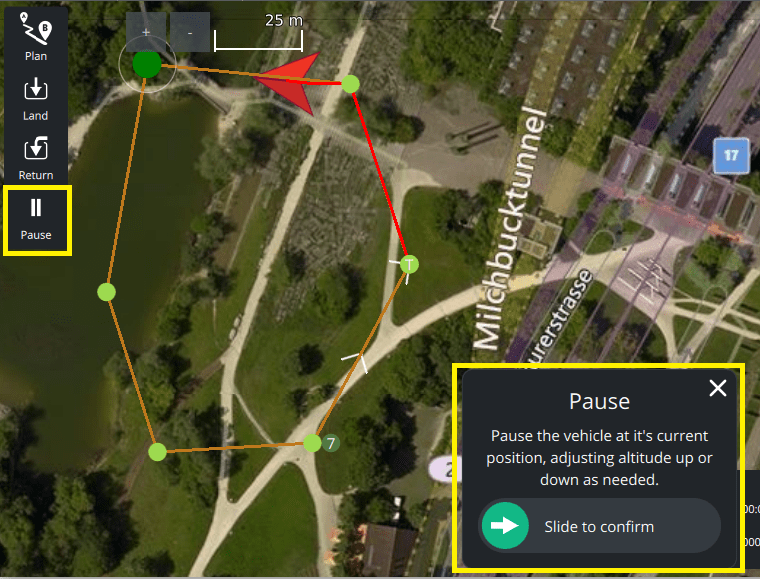 A
B
Plan
+
-
25 m
Land
Return
Pause
17
Milchbucktunnel
T
7
Pause
Pause the vehicle at it's current
position, adjusting altitude up or
down as needed.
Slide to confirm